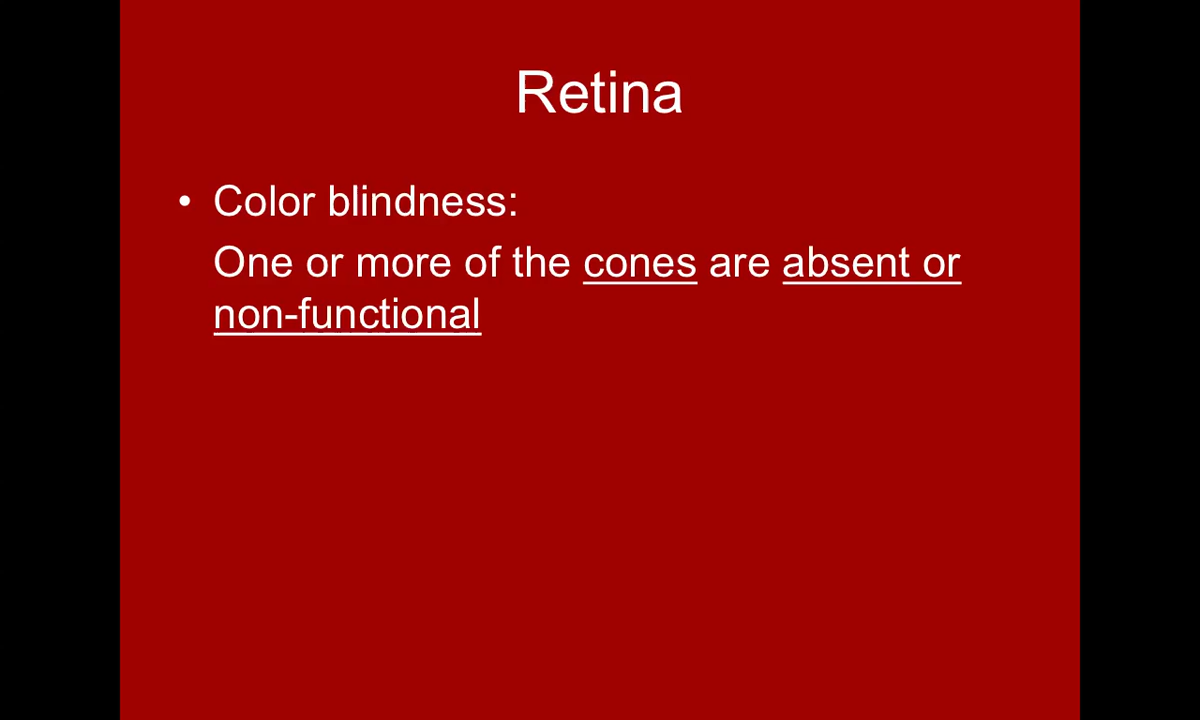 Retina
• Color blindness:
One or more of the cones are absent or
non-functional